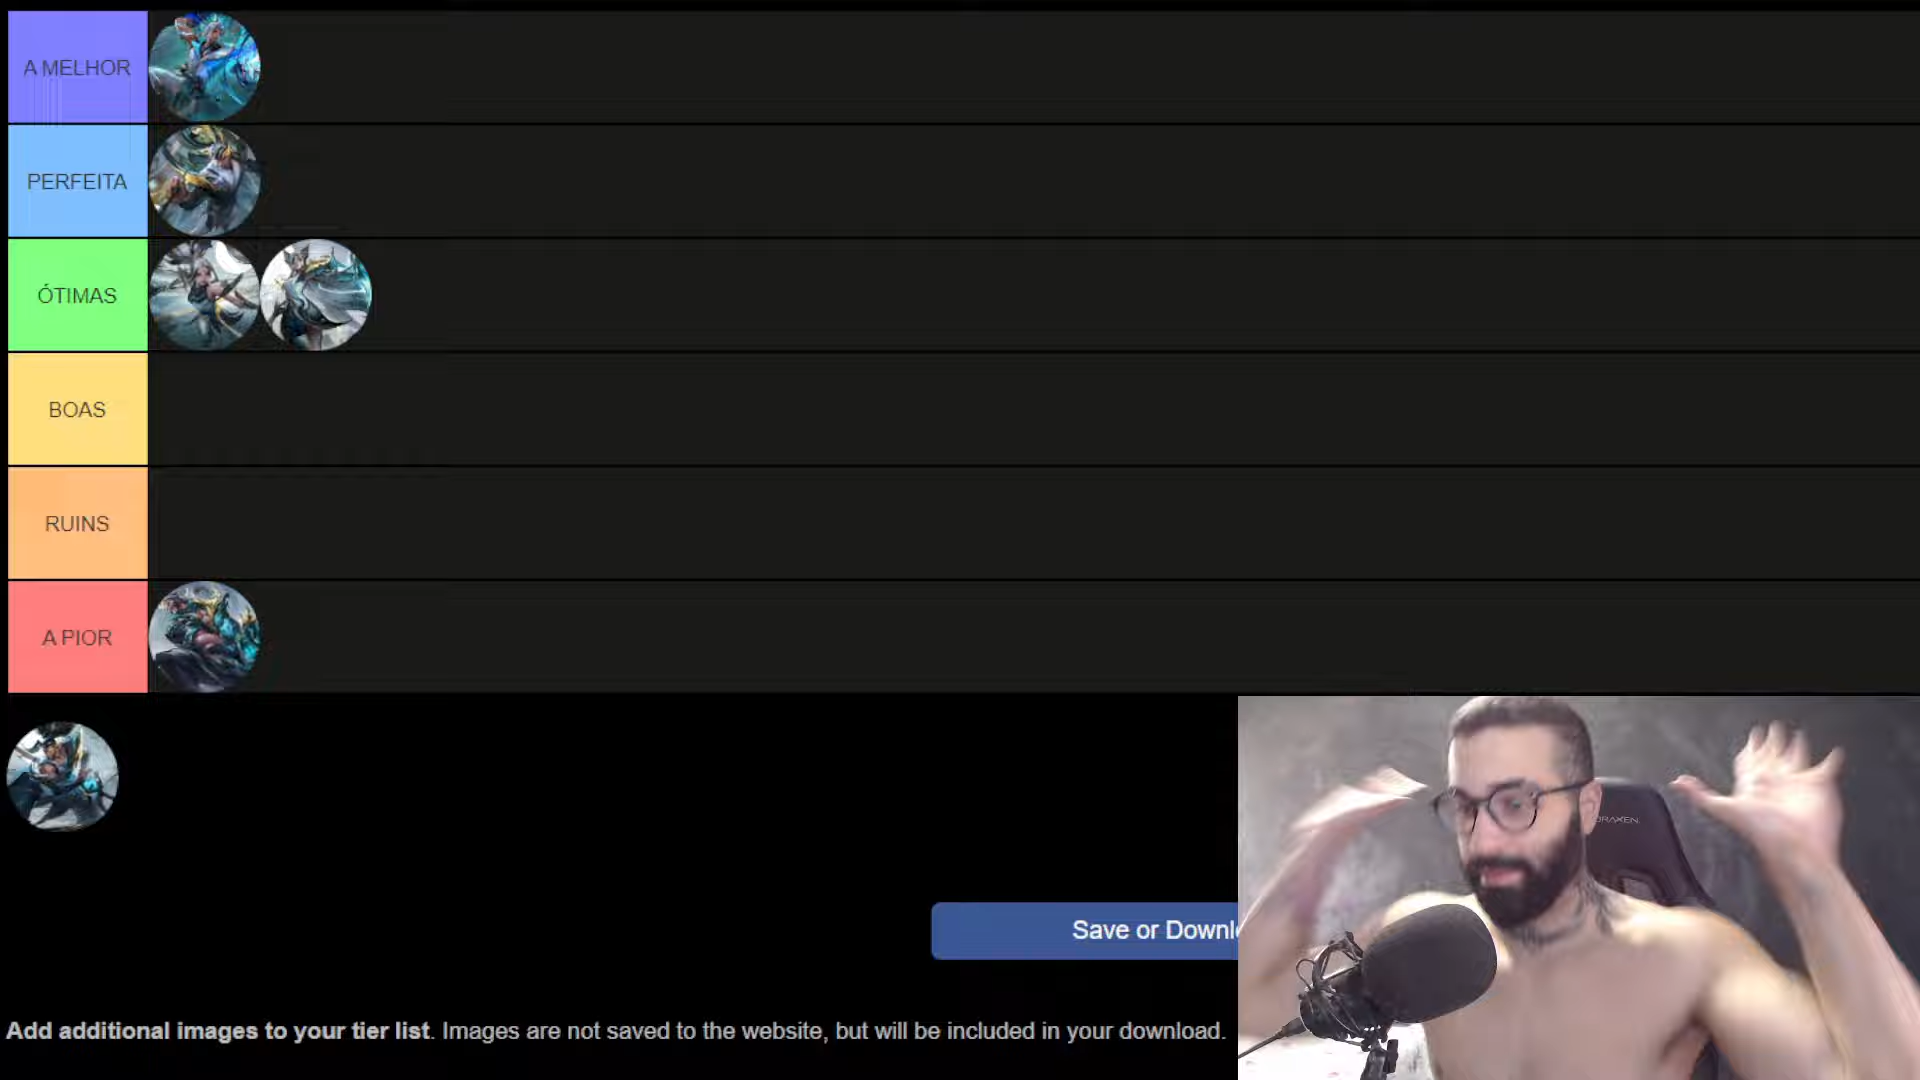 A MELHOR
PERFEITA
ÓTIMAS
BOAS
RUINS
A PIOR
DRAXEN
Save or Downl
Add additional images to your tier list. Images are not saved to the website, but will be included in your download.